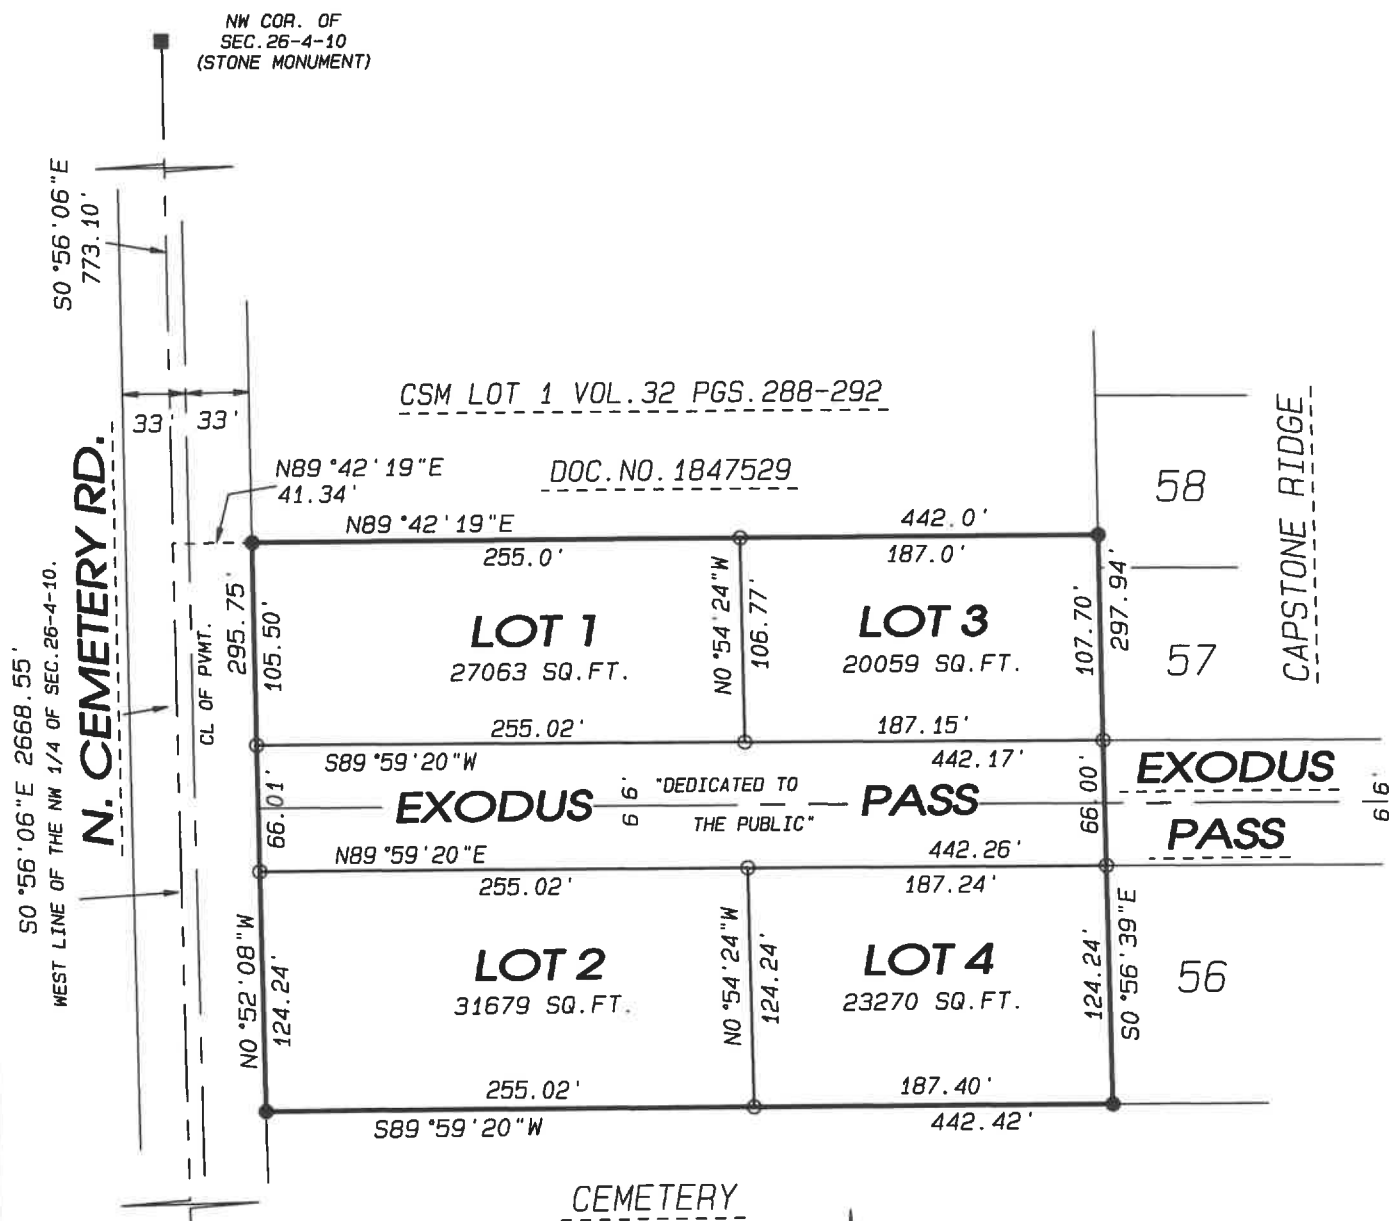 NW COR. OF
SEC.26-4-10
(STONE MONUMENT)
S0°56'06"E
773.10'
33'
33'
CSM LOT 1 VOL.32 PGS.288-292
DOC.NO.1847529
N89°42'19"E
41.34'
N89°42'19"E
442.0'
255.0'
187.0'
58
CAPSTONE RIDGE
N. CEMETERY RD.
S0°56'06"E 2668.55'
WEST LINE OF THE NW 1/4 OF SEC.26-4-10.
CL OF PVMT.
295.75'
105.50'
LOT 1
27063 SQ.FT.
N0°54'24"W
106.77'
LOT 3
20059 SQ.FT.
107.70'
297.94'
57
255.02'
187.15'
S89°59'20"W
442.17'
66.01'
EXODUS
6'
6'
"DEDICATED TO
THE PUBLIC"
PASS
66.00'
EXODUS
PASS
6'
6'
N89°59'20"E
442.26'
255.02'
187.24'
N0°52'08"W
124.24'
LOT 2
31679 SQ.FT.
N0°54'24"W
124.24'
LOT 4
23270 SQ.FT.
124.24'
S0°56'39"E
56
255.02'
187.40'
S89°59'20"W
442.42'
CEMETERY